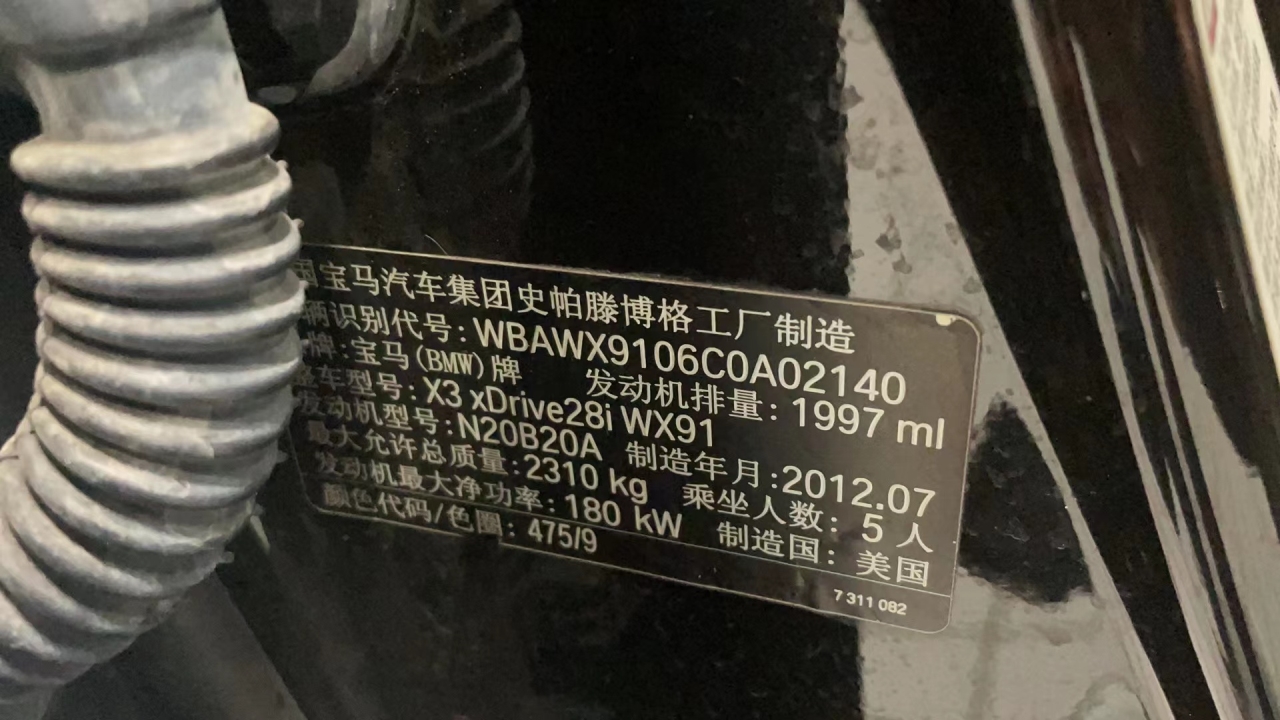 国宝马汽车集团史帕滕博格工厂制造
辆识别代号: WBAWX9106C0A02140
牌: 宝马(BMW)牌 发动机排量: 1997 ml
整车型号: X3 xDrive28i WX91
发动机型号: N20B20A 制造年月: 2012.07
最大允许总质量: 2310 kg 乘坐人数: 5 人
发动机最大净功率: 180 kW 制造国: 美国
颜色代码/色圈: 475/9
7 311 082